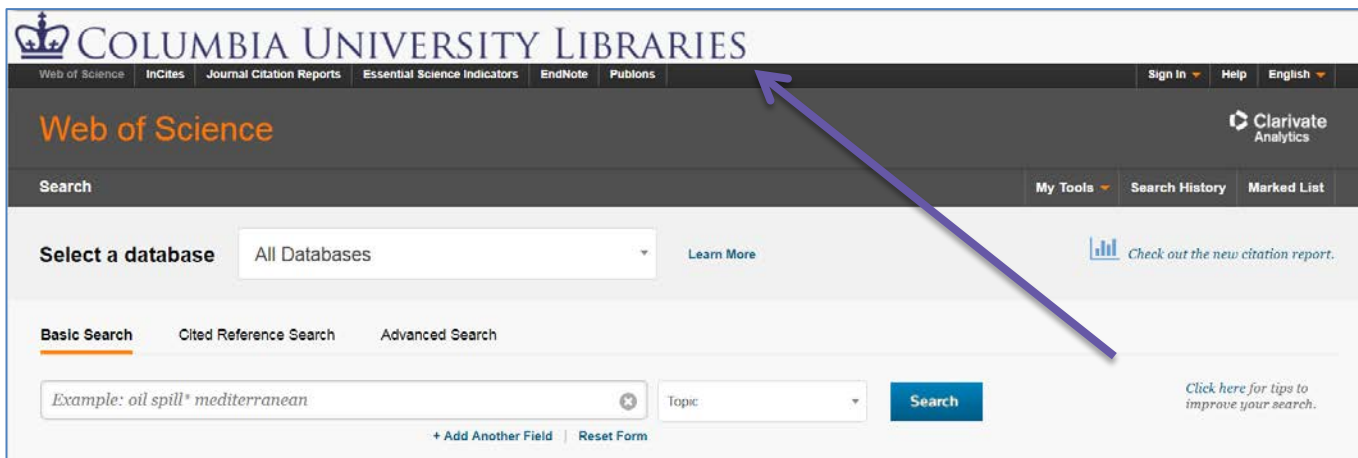 COLUMBIA UNIVERSITY LIBRARIES
Web of Science InCites Journal Citation Reports Essential Science Indicators EndNote Publons Sign In Help English
Web of Science Clarivate
Analytics
Search My Tools Search History Marked List
Select a database All Databases Learn More Check out the new citation report.
Basic Search Cited Reference Search Advanced Search
Example: oil spill* mediterranean Topic Search Click here for tips to
improve your search.
+ Add Another Field Reset Form